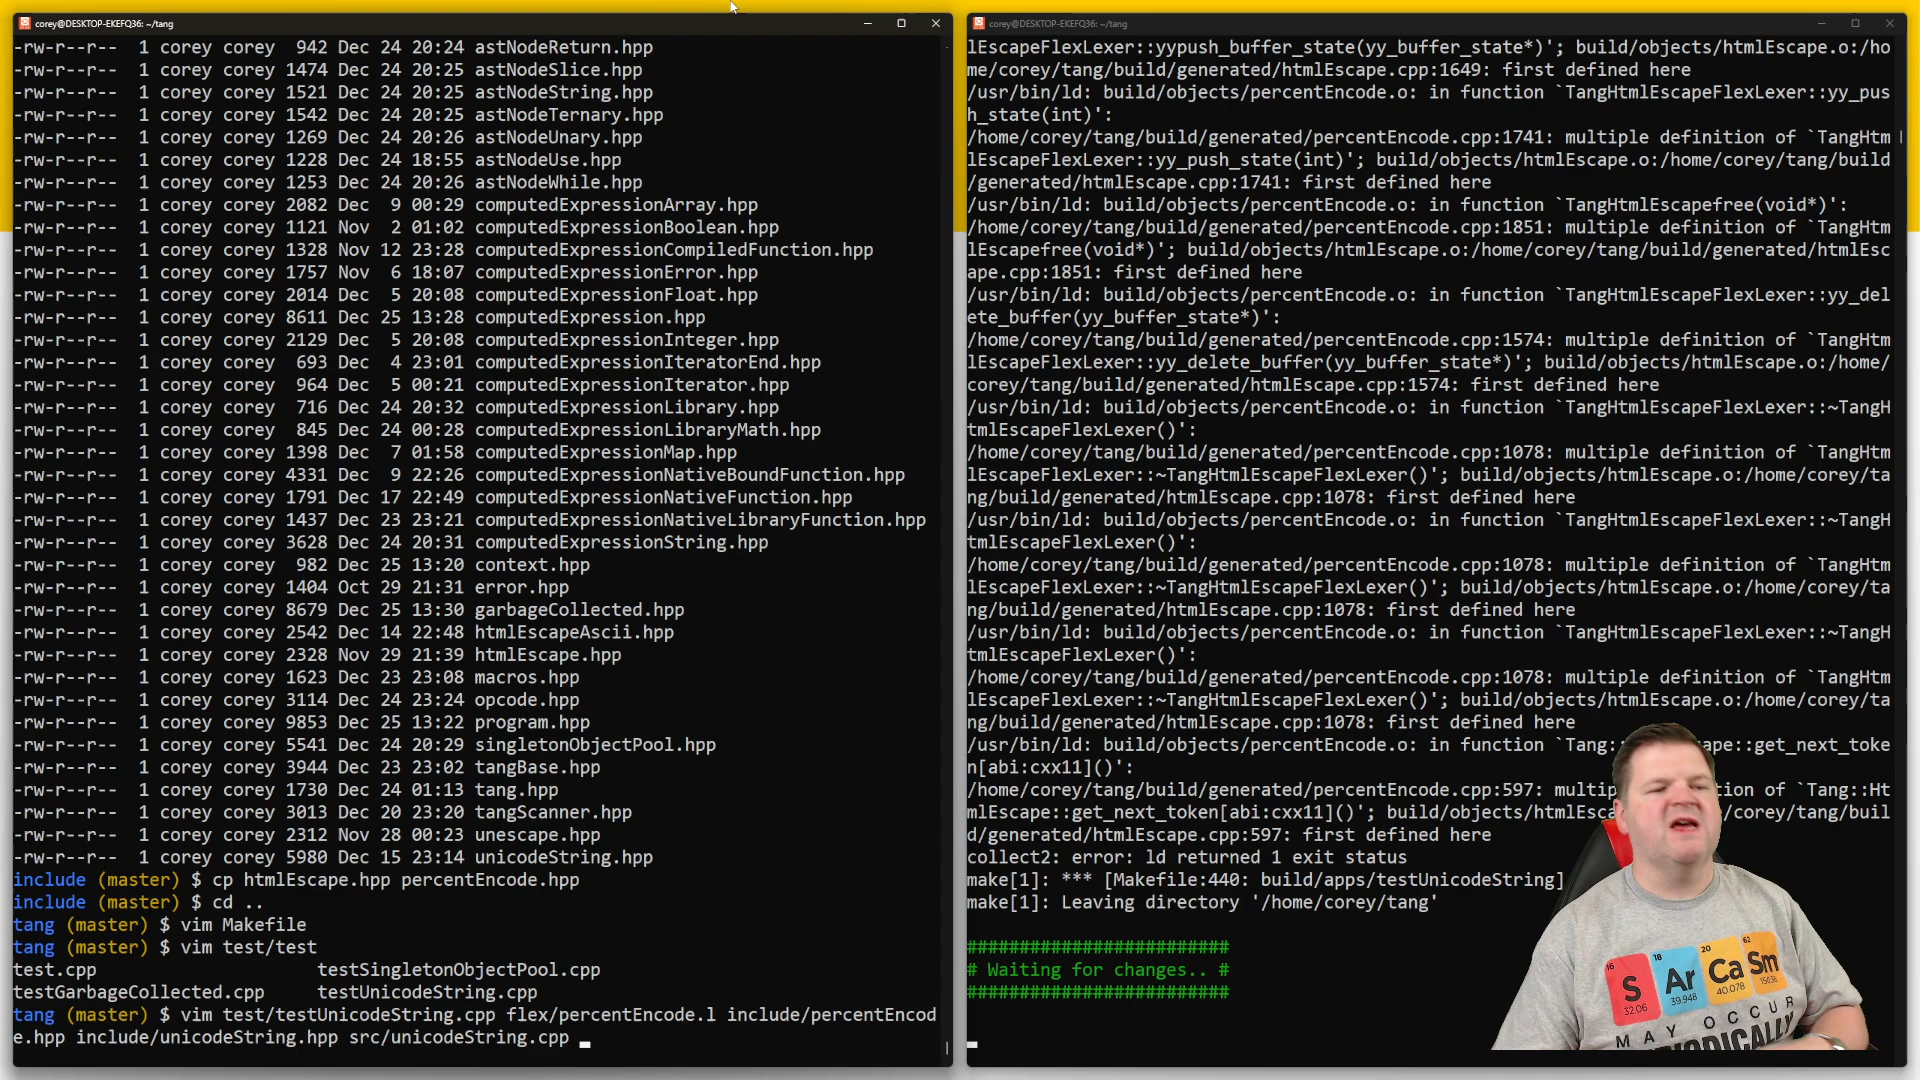 corey@DESKTOP-EKEFQ36: ~/tang
-rw-r--r-- 1 corey corey 942 Dec 24 20:24 astNodeReturn.hpp
-rw-r--r-- 1 corey corey 1474 Dec 24 20:25 astNodeSlice.hpp
-rw-r--r-- 1 corey corey 1521 Dec 24 20:25 astNodeString.hpp
-rw-r--r-- 1 corey corey 1542 Dec 24 20:25 astNodeTernary.hpp
-rw-r--r-- 1 corey corey 1269 Dec 24 20:26 astNodeUnary.hpp
-rw-r--r-- 1 corey corey 1228 Dec 24 18:55 astNodeUse.hpp
-rw-r--r-- 1 corey corey 1253 Dec 24 20:26 astNodeWhile.hpp
-rw-r--r-- 1 corey corey 2082 Dec 9 00:29 computedExpressionArray.hpp
-rw-r--r-- 1 corey corey 1121 Nov 2 01:02 computedExpressionBoolean.hpp
-rw-r--r-- 1 corey corey 1328 Nov 12 23:28 computedExpressionCompiledFunction.hpp
-rw-r--r-- 1 corey corey 1757 Nov 6 18:07 computedExpressionError.hpp
-rw-r--r-- 1 corey corey 2014 Dec 5 20:08 computedExpressionFloat.hpp
-rw-r--r-- 1 corey corey 8611 Dec 25 13:28 computedExpression.hpp
-rw-r--r-- 1 corey corey 2129 Dec 5 20:08 computedExpressionInteger.hpp
-rw-r--r-- 1 corey corey 693 Dec 4 23:01 computedExpressionIteratorEnd.hpp
-rw-r--r-- 1 corey corey 964 Dec 5 00:21 computedExpressionIterator.hpp
-rw-r--r-- 1 corey corey 716 Dec 24 20:32 computedExpressionLibrary.hpp
-rw-r--r-- 1 corey corey 845 Dec 24 00:28 computedExpressionLibraryMath.hpp
-rw-r--r-- 1 corey corey 1398 Dec 7 01:58 computedExpressionMap.hpp
-rw-r--r-- 1 corey corey 4331 Dec 9 22:26 computedExpressionNativeBoundFunction.hpp
-rw-r--r-- 1 corey corey 1791 Dec 17 22:49 computedExpressionNativeFunction.hpp
-rw-r--r-- 1 corey corey 1437 Dec 23 23:21 computedExpressionNativeLibraryFunction.hpp
-rw-r--r-- 1 corey corey 3628 Dec 24 20:31 computedExpressionString.hpp
-rw-r--r-- 1 corey corey 982 Dec 25 13:20 context.hpp
-rw-r--r-- 1 corey corey 1404 Oct 29 21:31 error.hpp
-rw-r--r-- 1 corey corey 8679 Dec 25 13:30 garbageCollected.hpp
-rw-r--r-- 1 corey corey 2542 Dec 14 22:48 htmlEscapeAscii.hpp
-rw-r--r-- 1 corey corey 2328 Nov 29 21:39 htmlEscape.hpp
-rw-r--r-- 1 corey corey 1623 Dec 23 23:08 macros.hpp
-rw-r--r-- 1 corey corey 3114 Dec 24 23:24 opcode.hpp
-rw-r--r-- 1 corey corey 9853 Dec 25 13:22 program.hpp
-rw-r--r-- 1 corey corey 5541 Dec 24 20:29 singletonObjectPool.hpp
-rw-r--r-- 1 corey corey 3944 Dec 23 23:02 tangBase.hpp
-rw-r--r-- 1 corey corey 1730 Dec 24 01:13 tang.hpp
-rw-r--r-- 1 corey corey 3013 Dec 20 23:20 tangScanner.hpp
-rw-r--r-- 1 corey corey 2312 Nov 28 00:23 unescape.hpp
-rw-r--r-- 1 corey corey 5980 Dec 15 23:14 unicodeString.hpp
include (master) $ cp htmlEscape.hpp percentEncode.hpp
include (master) $ cd ..
tang (master) $ vim Makefile
tang (master) $ vim test/test
test.cpp testSingletonObjectPool.cpp
testGarbageCollected.cpp testUnicodeString.cpp
tang (master) $ vim test/testUnicodeString.cpp flex/percentEncode.l include/percentEncod
e.hpp include/unicodeString.hpp src/unicodeString.cpp
corey@DESKTOP-EKEFQ36: ~/tang
lEscapeFlexLexer::yypush_buffer_state(yy_buffer_state*)'; build/objects/htmlEscape.o:/ho
me/corey/tang/build/generated/htmlEscape.cpp:1649: first defined here
/usr/bin/ld: build/objects/percentEncode.o: in function `TangHtmlEscapeFlexLexer::yy_pus
h_state(int)':
/home/corey/tang/build/generated/percentEncode.cpp:1741: multiple definition of `TangHtm
lEscapeFlexLexer::yy_push_state(int)'; build/objects/htmlEscape.o:/home/corey/tang/build
/generated/htmlEscape.cpp:1741: first defined here
/usr/bin/ld: build/objects/percentEncode.o: in function `TangHtmlEscapefree(void*)':
/home/corey/tang/build/generated/percentEncode.cpp:1851: multiple definition of `TangHtm
lEscapefree(void*)'; build/objects/htmlEscape.o:/home/corey/tang/build/generated/htmlEsc
ape.cpp:1851: first defined here
/usr/bin/ld: build/objects/percentEncode.o: in function `TangHtmlEscapeFlexLexer::yy_del
ete_buffer(yy_buffer_state*)':
/home/corey/tang/build/generated/percentEncode.cpp:1574: multiple definition of `TangHtm
lEscapeFlexLexer::yy_delete_buffer(yy_buffer_state*)'; build/objects/htmlEscape.o:/home/
corey/tang/build/generated/htmlEscape.cpp:1574: first defined here
/usr/bin/ld: build/objects/percentEncode.o: in function `TangHtmlEscapeFlexLexer::~TangH
tmlEscapeFlexLexer()':
/home/corey/tang/build/generated/percentEncode.cpp:1078: multiple definition of `TangHtm
lEscapeFlexLexer::~TangHtmlEscapeFlexLexer()'; build/objects/htmlEscape.o:/home/corey/ta
ng/build/generated/htmlEscape.cpp:1078: first defined here
/usr/bin/ld: build/objects/percentEncode.o: in function `TangHtmlEscapeFlexLexer::~TangH
tmlEscapeFlexLexer()':
/home/corey/tang/build/generated/percentEncode.cpp:1078: multiple definition of `TangHtm
lEscapeFlexLexer::~TangHtmlEscapeFlexLexer()'; build/objects/htmlEscape.o:/home/corey/ta
ng/build/generated/htmlEscape.cpp:1078: first defined here
/usr/bin/ld: build/objects/percentEncode.o: in function `TangHtmlEscapeFlexLexer::~TangH
tmlEscapeFlexLexer()':
/home/corey/tang/build/generated/percentEncode.cpp:1078: multiple definition of `TangHtm
lEscapeFlexLexer::~TangHtmlEscapeFlexLexer()'; build/objects/htmlEscape.o:/home/corey/ta
ng/build/generated/htmlEscape.cpp:1078: first defined here
/usr/bin/ld: build/objects/percentEncode.o: in function `Tang:: cape::get_next_toke
n[abi:cxx11]()':
/home/corey/tang/build/generated/percentEncode.cpp:597: multip tion of `Tang::Ht
mlEscape::get_next_token[abi:cxx11]()'; build/objects/htmlEsca /corey/tang/buil
d/generated/htmlEscape.cpp:597: first defined here
collect2: error: ld returned 1 exit status
make[1]: *** [Makefile:440: build/apps/testUnicodeString]
make[1]: Leaving directory '/home/corey/tang'
#########################
# Waiting for changes.. #
#########################
16 18 20 62
S Ar Ca Sm
32.06 39.948 40.078 150.36
MAY OCCUR